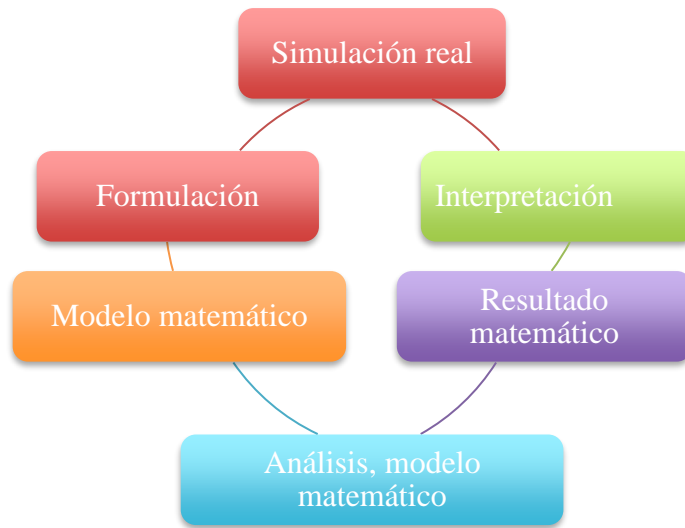 Simulación real
Formulación
Interpretación
Modelo matemático
Resultado
matemático
Análisis, modelo
matemático